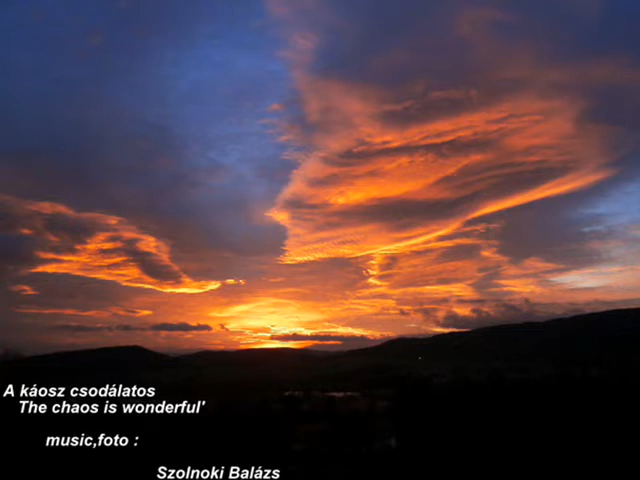 A káosz csodálatos
The chaos is wonderful'
music,foto :
Szolnoki Balázs